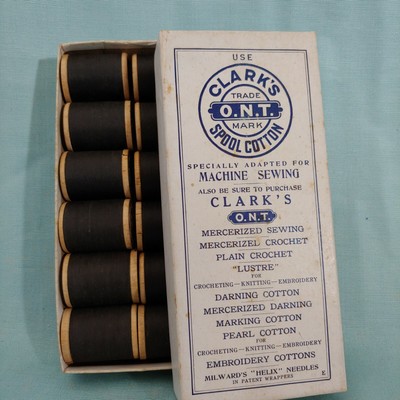 USE
CLARK'S
TRADE
O.N.T.
MARK
SPOOL COTTON
SPECIALLY ADAPTED FOR
MACHINE SEWING
ALSO BE SURE TO PURCHASE
CLARK'S
O.N.T.
MERCERIZED SEWING
MERCERIZED CROCHET
PLAIN CROCHET
"LUSTRE"
FOR
CROCHETING—KNITTING—EMBROIDERY
DARNING COTTON
MERCERIZED DARNING
MARKING COTTON
PEARL COTTON
FOR
CROCHETING—KNITTING—EMBROIDERY
EMBROIDERY COTTONS
MILWARD'S "HELIX" NEEDLES
IN PATENT WRAPPERS
E